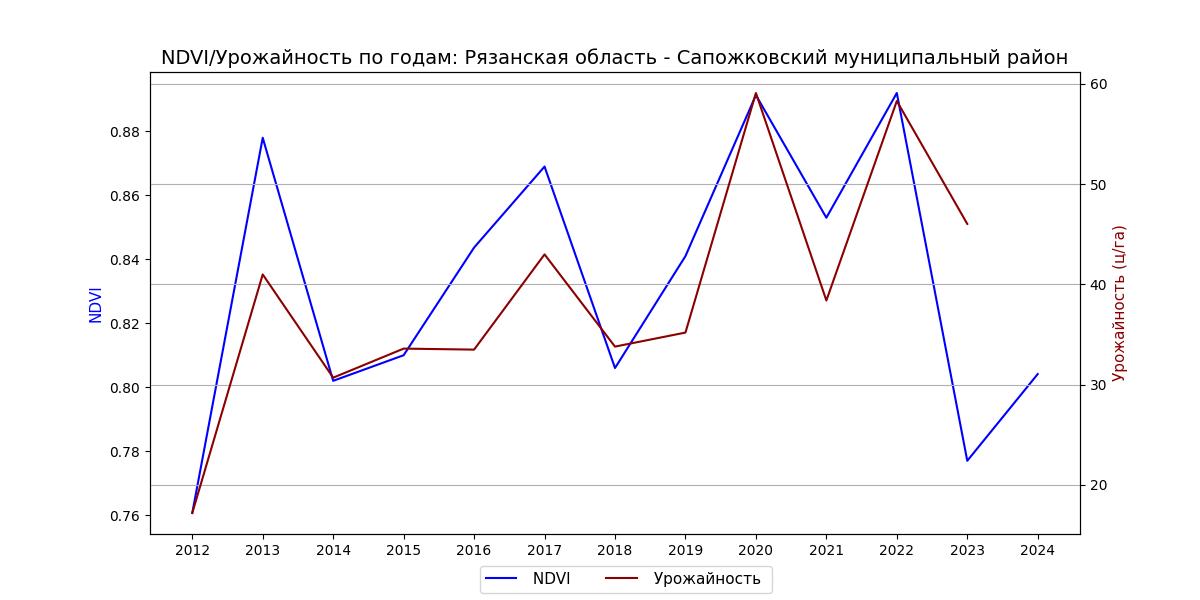 NDVI/Урожайность по годам: Рязанская область - Сапожковский муниципальный район
0.88
0.86
0.84
0.82
0.80
0.78
0.76
NDVI
60
50
40
30
20
Урожайность (ц/га)
2012 2013 2014 2015 2016 2017 2018 2019 2020 2021 2022 2023 2024
NDVI Урожайность